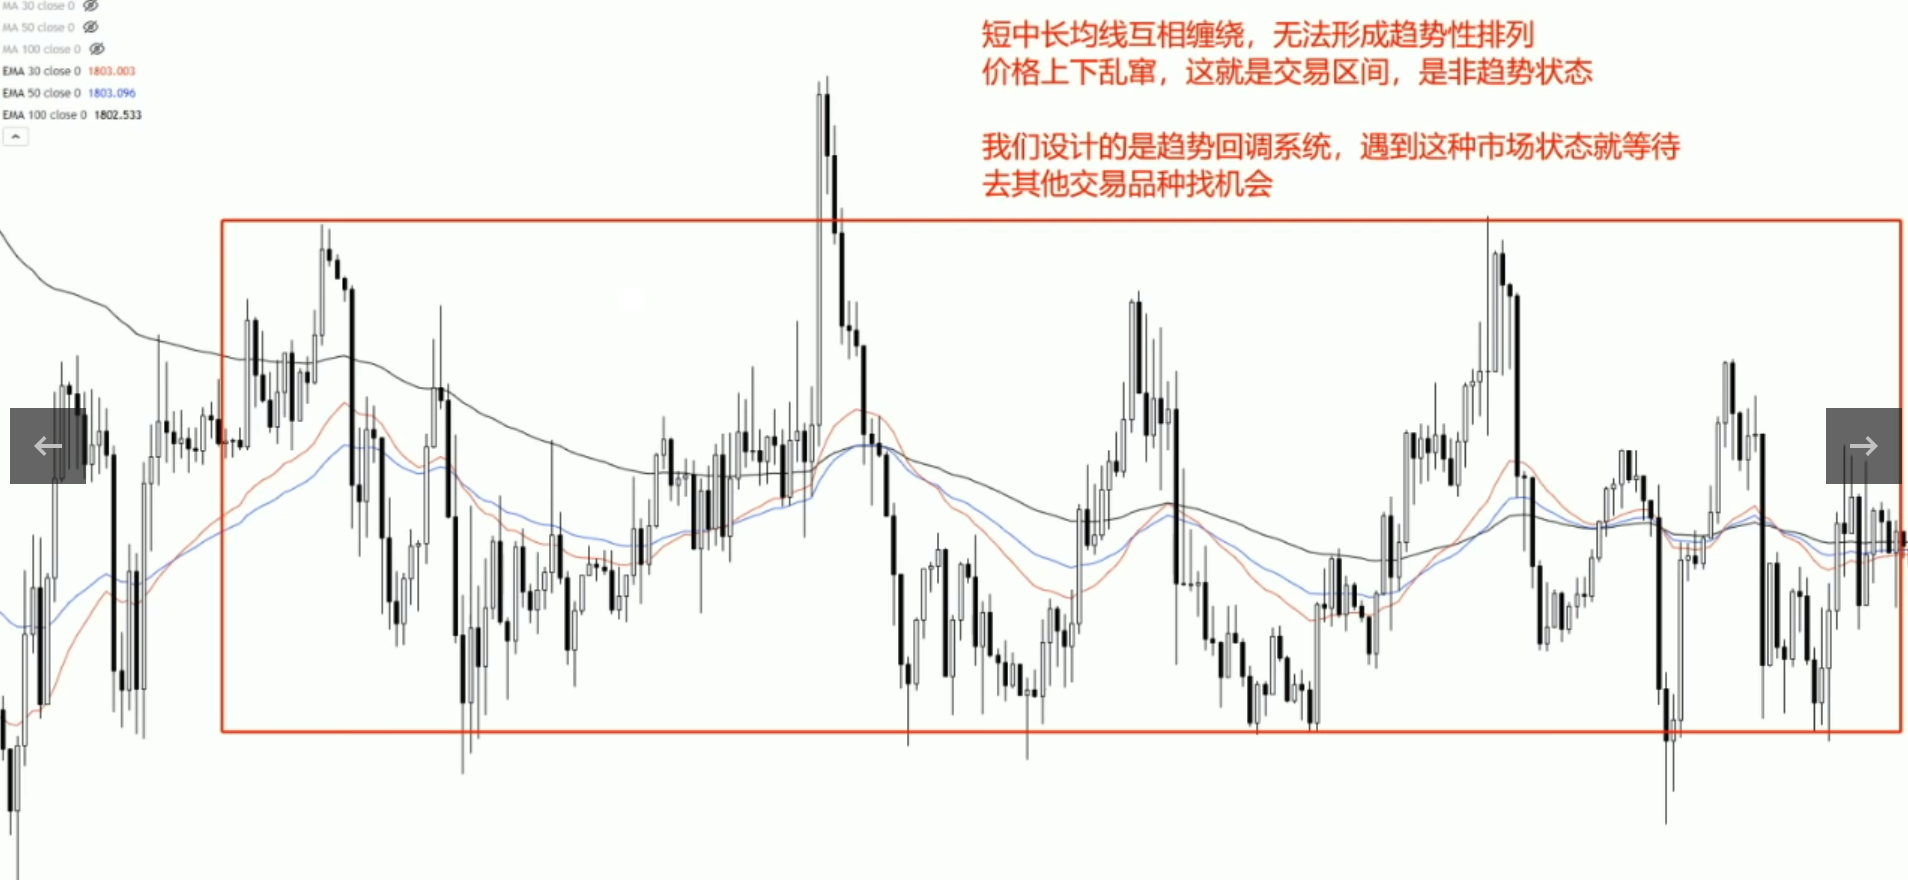 MA 30 close 0
MA 50 close 0
MA 100 close 0
EMA 30 close 0 1803.003
EMA 50 close 0 1803.096
EMA 100 close 0 1802.533
短中长均线互相缠绕，无法形成趋势性排列
价格上下乱窜，这就是交易区间，是非趋势状态
我们设计的是趋势回调系统，遇到这种市场状态就等待
去其他交易品种找机会